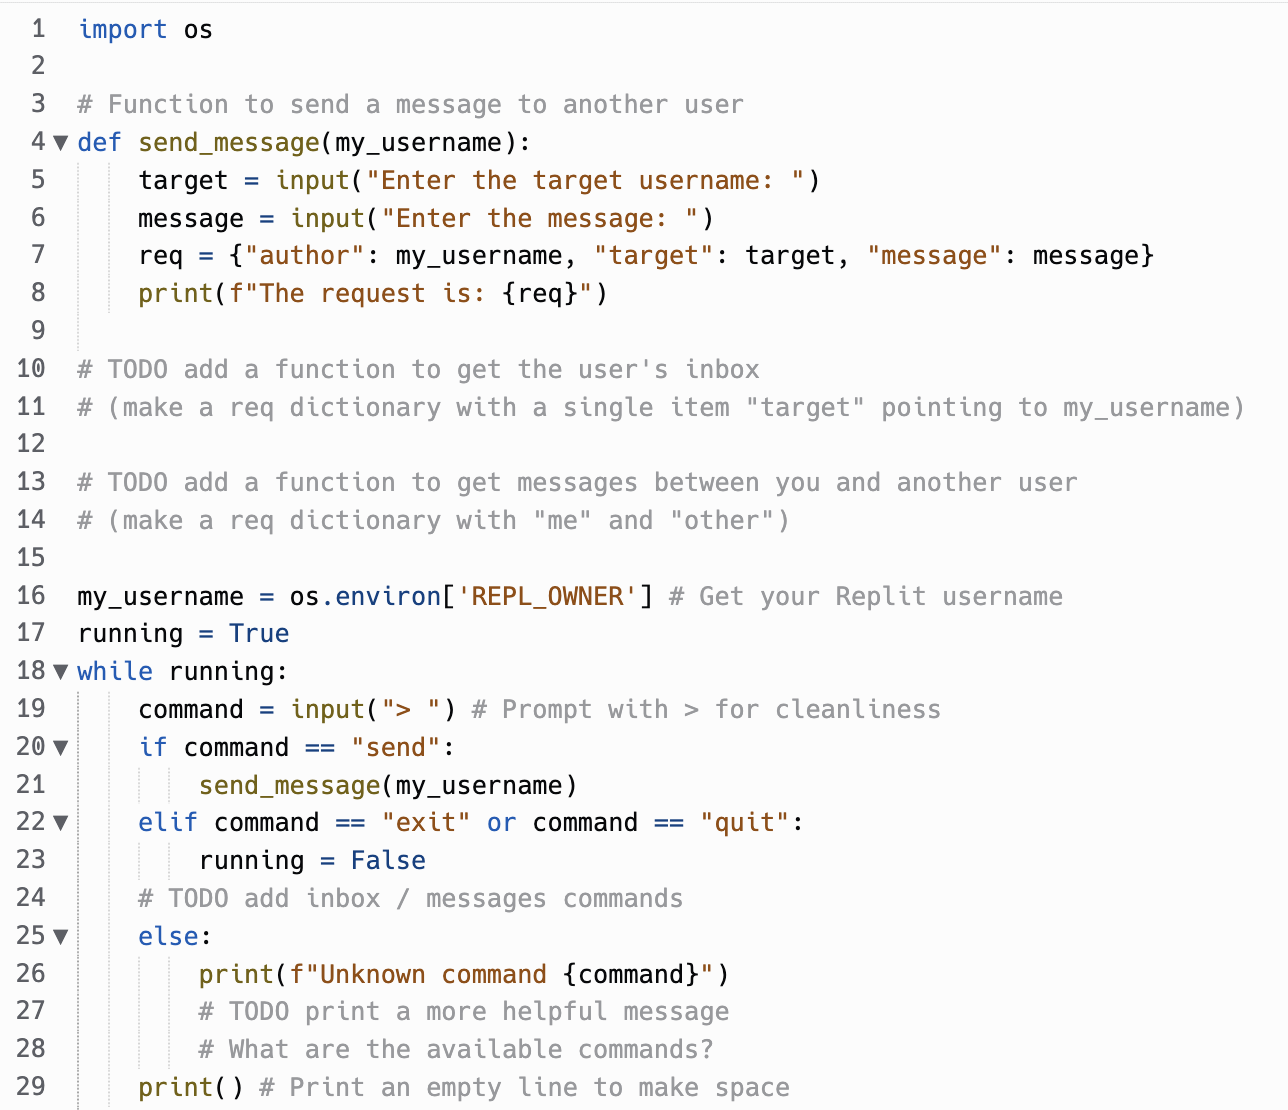 1 import os
2
3 # Function to send a message to another user
4 ▼ def send_message(my_username):
5     target = input("Enter the target username: ")
6     message = input("Enter the message: ")
7     req = {"author": my_username, "target": target, "message": message}
8     print(f"The request is: {req}")
9
10 # TODO add a function to get the user's inbox
11 # (make a req dictionary with a single item "target" pointing to my_username)
12
13 # TODO add a function to get messages between you and another user
14 # (make a req dictionary with "me" and "other")
15
16 my_username = os.environ['REPL_OWNER'] # Get your Replit username
17 running = True
18 ▼ while running:
19     command = input("> ") # Prompt with > for cleanliness
20 ▼     if command == "send":
21         send_message(my_username)
22 ▼     elif command == "exit" or command == "quit":
23         running = False
24     # TODO add inbox / messages commands
25 ▼     else:
26         print(f"Unknown command {command}")
27         # TODO print a more helpful message
28         # What are the available commands?
29     print() # Print an empty line to make space